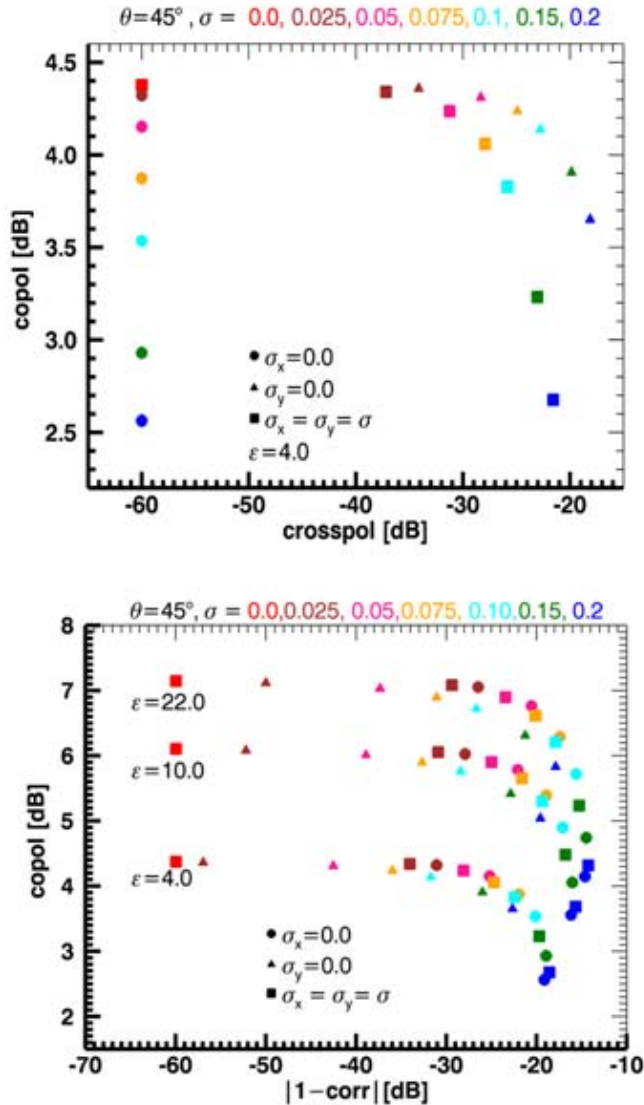 θ=45°, σ = 0.0, 0.025, 0.05, 0.075, 0.1, 0.15, 0.2
4.5
4.0
3.5
3.0
2.5
copol [dB]
σx=0.0
σy=0.0
σx = σy= σ
ε=4.0
-60 -50 -40 -30 -20
crosspol [dB]
θ=45°, σ = 0.0,0.025, 0.05, 0.075, 0.10, 0.15, 0.2
8
7
6
5
4
3
2
copol [dB]
ε=22.0
ε=10.0
ε=4.0
σx=0.0
σy=0.0
σx = σy = σ
-70 -60 -50 -40 -30 -20 -10
|1-corr|[dB]